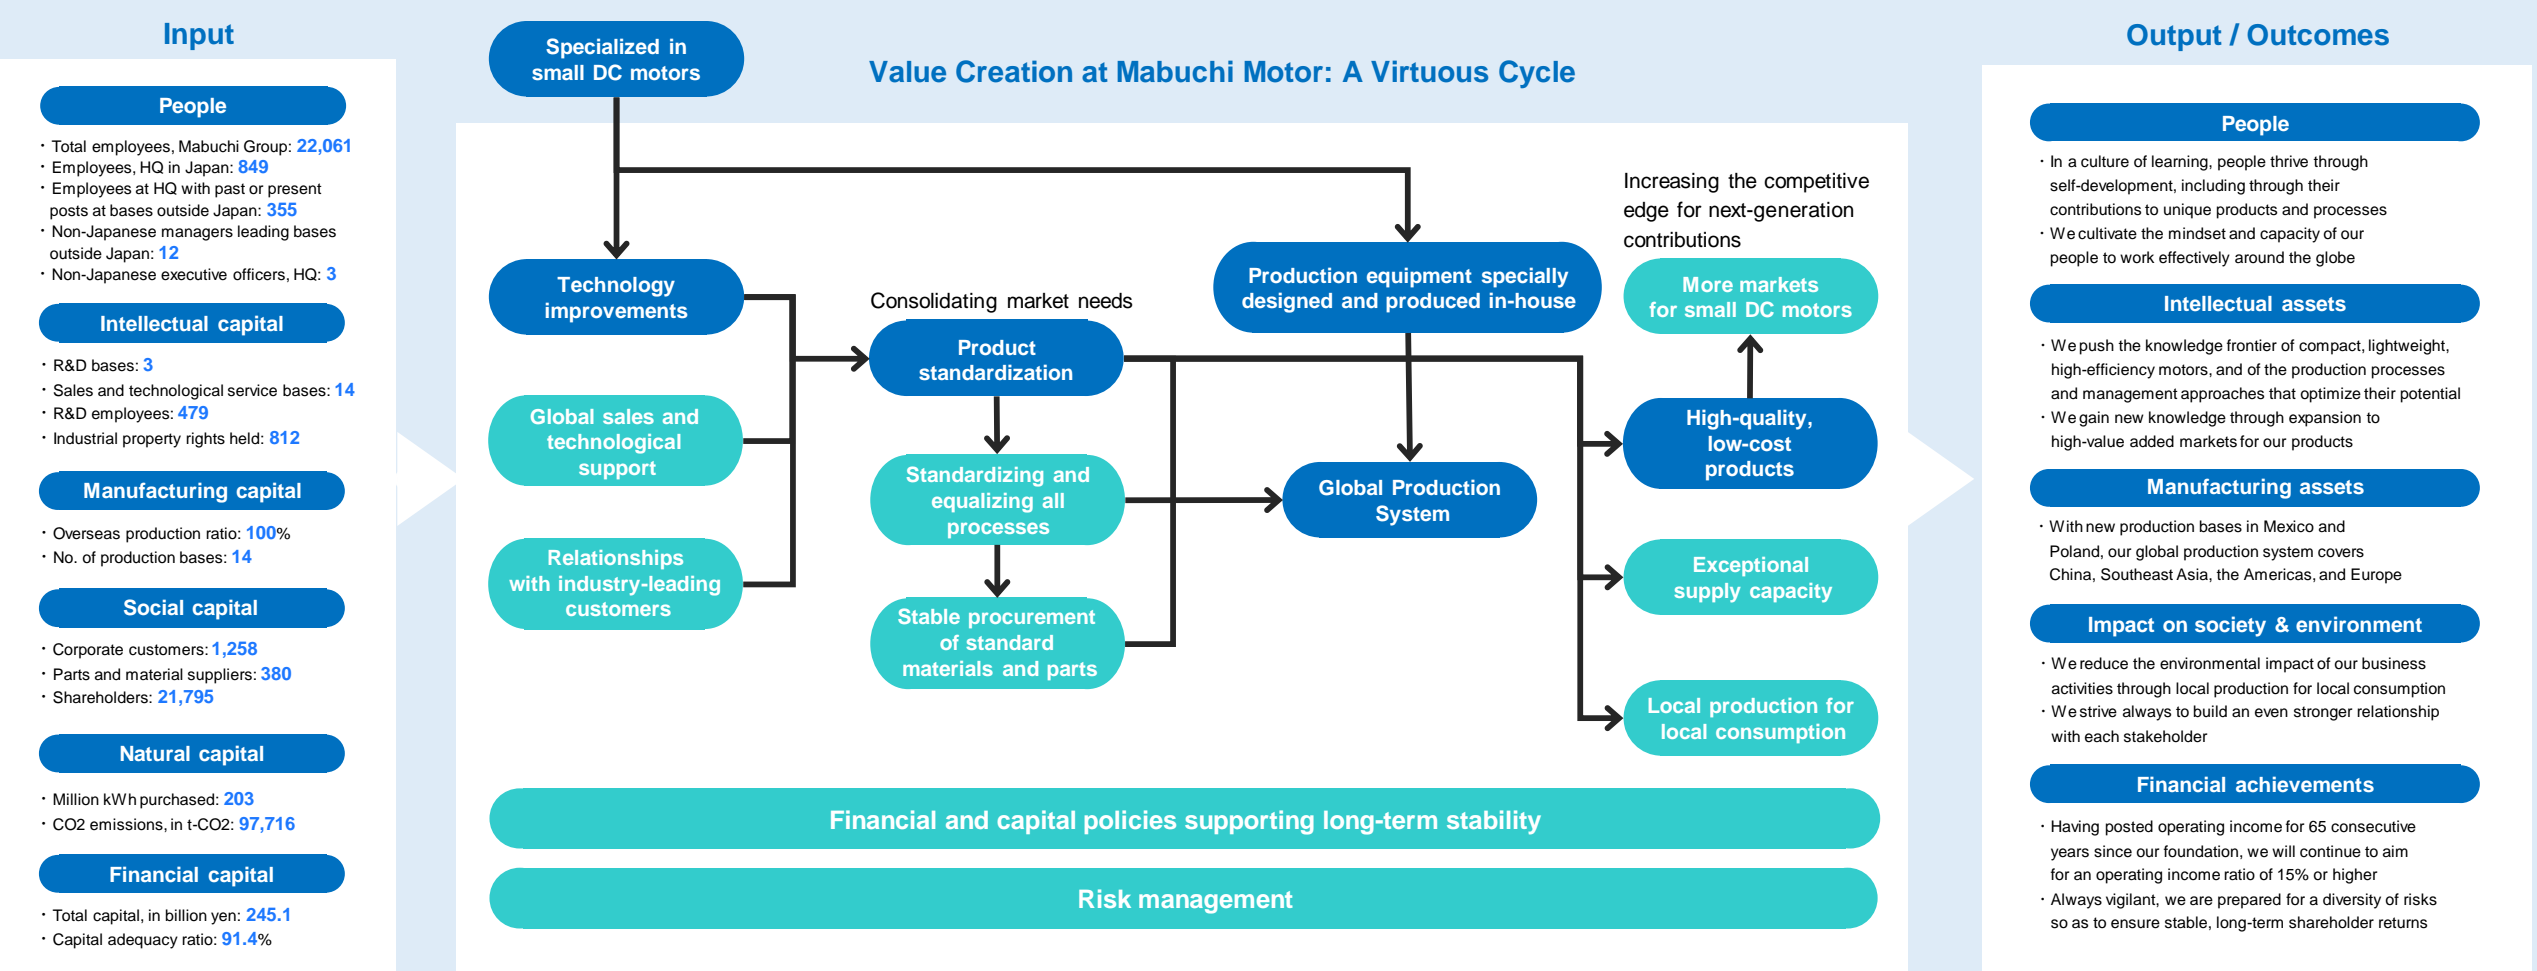 Input
People
・Total employees, Mabuchi Group: 22,061
・Employees, HQ in Japan: 849
・Employees at HQ with past or present
posts at bases outside Japan: 355
・Non-Japanese managers leading bases
outside Japan: 12
・Non-Japanese executive officers, HQ: 3
Intellectual capital
・R&D bases: 3
・Sales and technological service bases: 14
・R&D employees: 479
・Industrial property rights held: 812
Manufacturing capital
・Overseas production ratio: 100%
・No. of production bases: 14
Social capital
・Corporate customers: 1,258
・Parts and material suppliers: 380
・Shareholders: 21,795
Natural capital
・Million kWh purchased: 203
・CO2 emissions, in t-CO2: 97,716
Financial capital
・Total capital, in billion yen: 245.1
・Capital adequacy ratio: 91.4%
Value Creation at Mabuchi Motor: A Virtuous Cycle
Specialized in
small DC motors
Technology
improvements
Global sales and
technological
support
Relationships
with industry-leading
customers
Consolidating market needs
Product
standardization
Standardizing and
equalizing all
processes
Stable procurement
of standard
materials and parts
Production equipment specially
designed and produced in-house
Global Production
System
Increasing the competitive
edge for next-generation
contributions
More markets
for small DC motors
High-quality,
low-cost
products
Exceptional
supply capacity
Local production for
local consumption
Financial and capital policies supporting long-term stability
Risk management
Output / Outcomes
People
・In a culture of learning, people thrive through
self-development, including through their
contributions to unique products and processes
・We cultivate the mindset and capacity of our
people to work effectively around the globe
Intellectual assets
・We push the knowledge frontier of compact, lightweight,
high-efficiency motors, and of the production processes
and management approaches that optimize their potential
・We gain new knowledge through expansion to
high-value added markets for our products
Manufacturing assets
・With new production bases in Mexico and
Poland, our global production system covers
China, Southeast Asia, the Americas, and Europe
Impact on society & environment
・We reduce the environmental impact of our business
activities through local production for local consumption
・We strive always to build an even stronger relationship
with each stakeholder
Financial achievements
・Having posted operating income for 65 consecutive
years since our foundation, we will continue to aim
for an operating income ratio of 15% or higher
・Always vigilant, we are prepared for a diversity of risks
so as to ensure stable, long-term shareholder returns